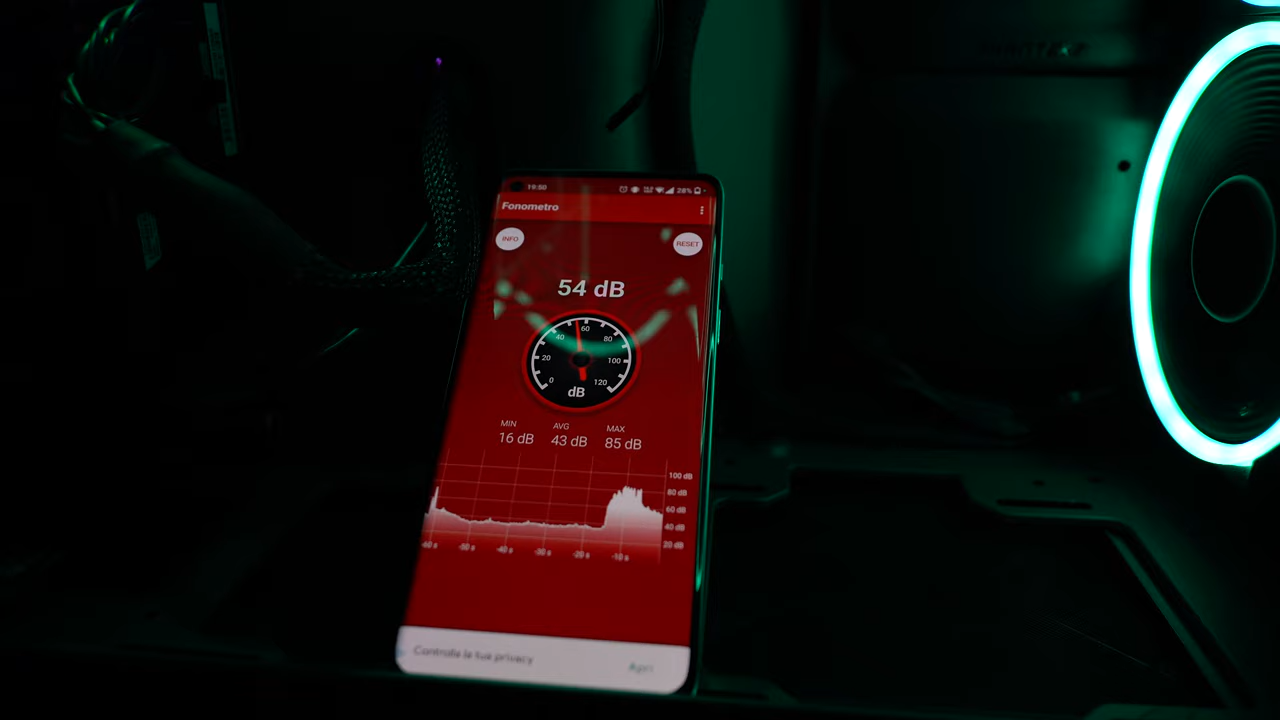 19:50
28%
Fonometro
INFO
RESET
54 dB
0 20 40 60 80 100 120
dB
MIN AVG MAX
16 dB 43 dB 85 dB
100 dB
80 dB
60 dB
40 dB
20 dB
-60 s -50 s -40 s -30 s -20 s -10 s
Controlla la tua privacy
Apri